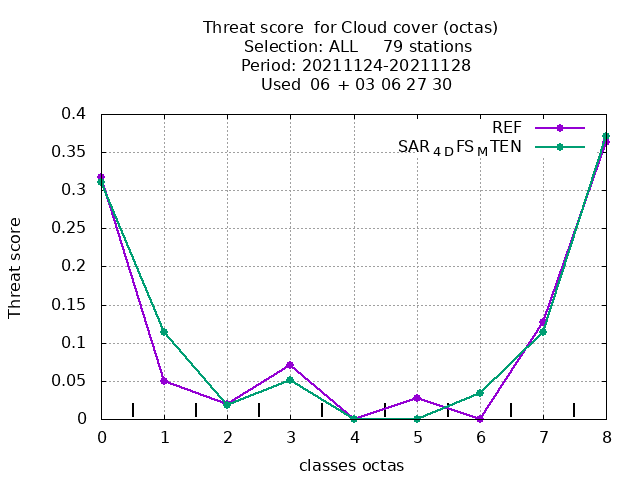 Threat score  for Cloud cover (octas)
Selection: ALL     79 stations
Period: 20211124-20211128
Used  06 + 03 06 27 30
REF
SAR4DFSMTEN
0.4
0.35
0.3
0.25
0.2
0.15
0.1
0.05
0
Threat score
0 1 2 3 4 5 6 7 8
classes octas